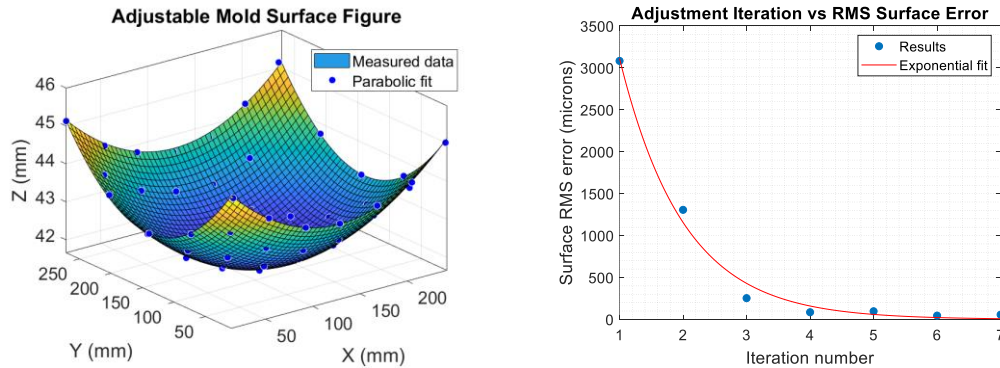 Adjustable Mold Surface Figure
Measured data
Parabolic fit
46
45
44
43
42
Z (mm)
250
200
150
100
50
Y (mm)
50
100
150
200
X (mm)
Adjustment Iteration vs RMS Surface Error
Results
Exponential fit
3500
3000
2500
2000
1500
1000
500
0
Surface RMS error (microns)
1
2
3
4
5
6
7
Iteration number